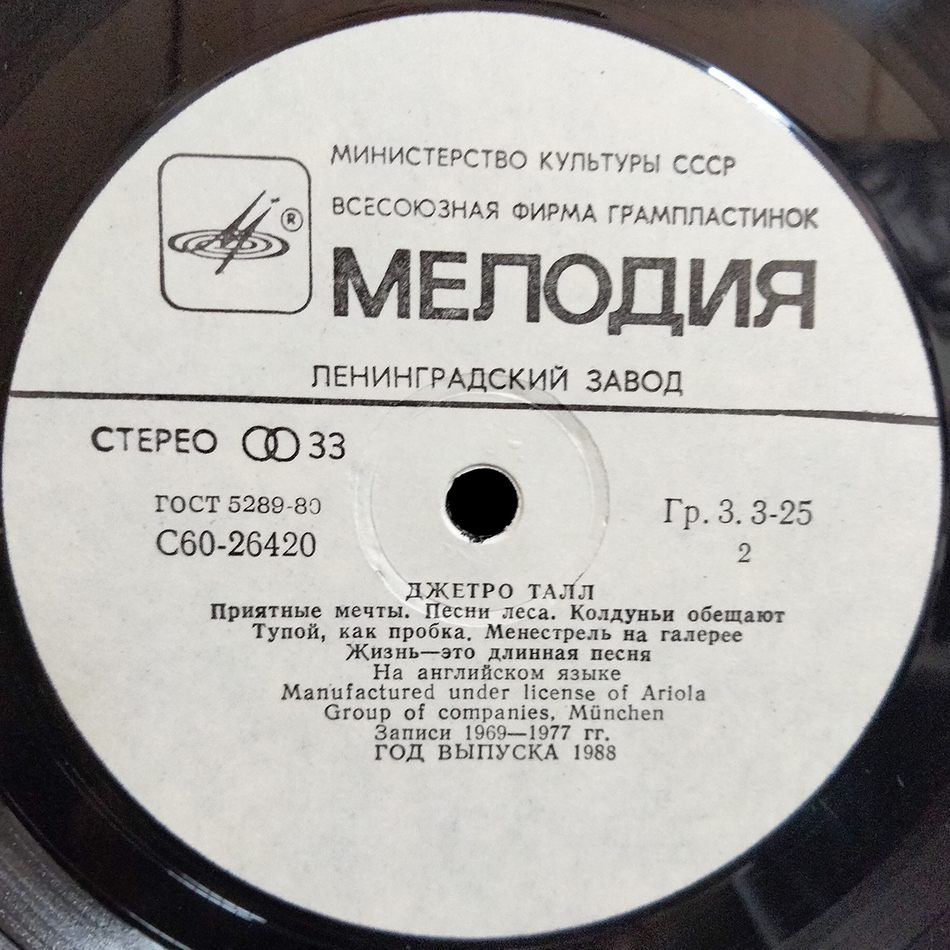 МИНИСТЕРСТВО КУЛЬТУРЫ СССР
ВСЕСОЮЗНАЯ ФИРМА ГРАМПЛАСТИНОК
®
МЕЛОДИЯ
ЛЕНИНГРАДСКИЙ ЗАВОД
СТЕРЕО 33
ГОСТ 5289-80
С60-26420
Гр. 3. 3-25
2
ДЖЕТРО ТАЛЛ
Приятные мечты. Песни леса. Колдуньи обещают
Тупой, как пробка. Менестрель на галерее
Жизнь—это длинная песня
На английском языке
Manufactured under license of Ariola
Group of companies, München
Записи 1969—1977 гг.
ГОД ВЫПУСКА 1988